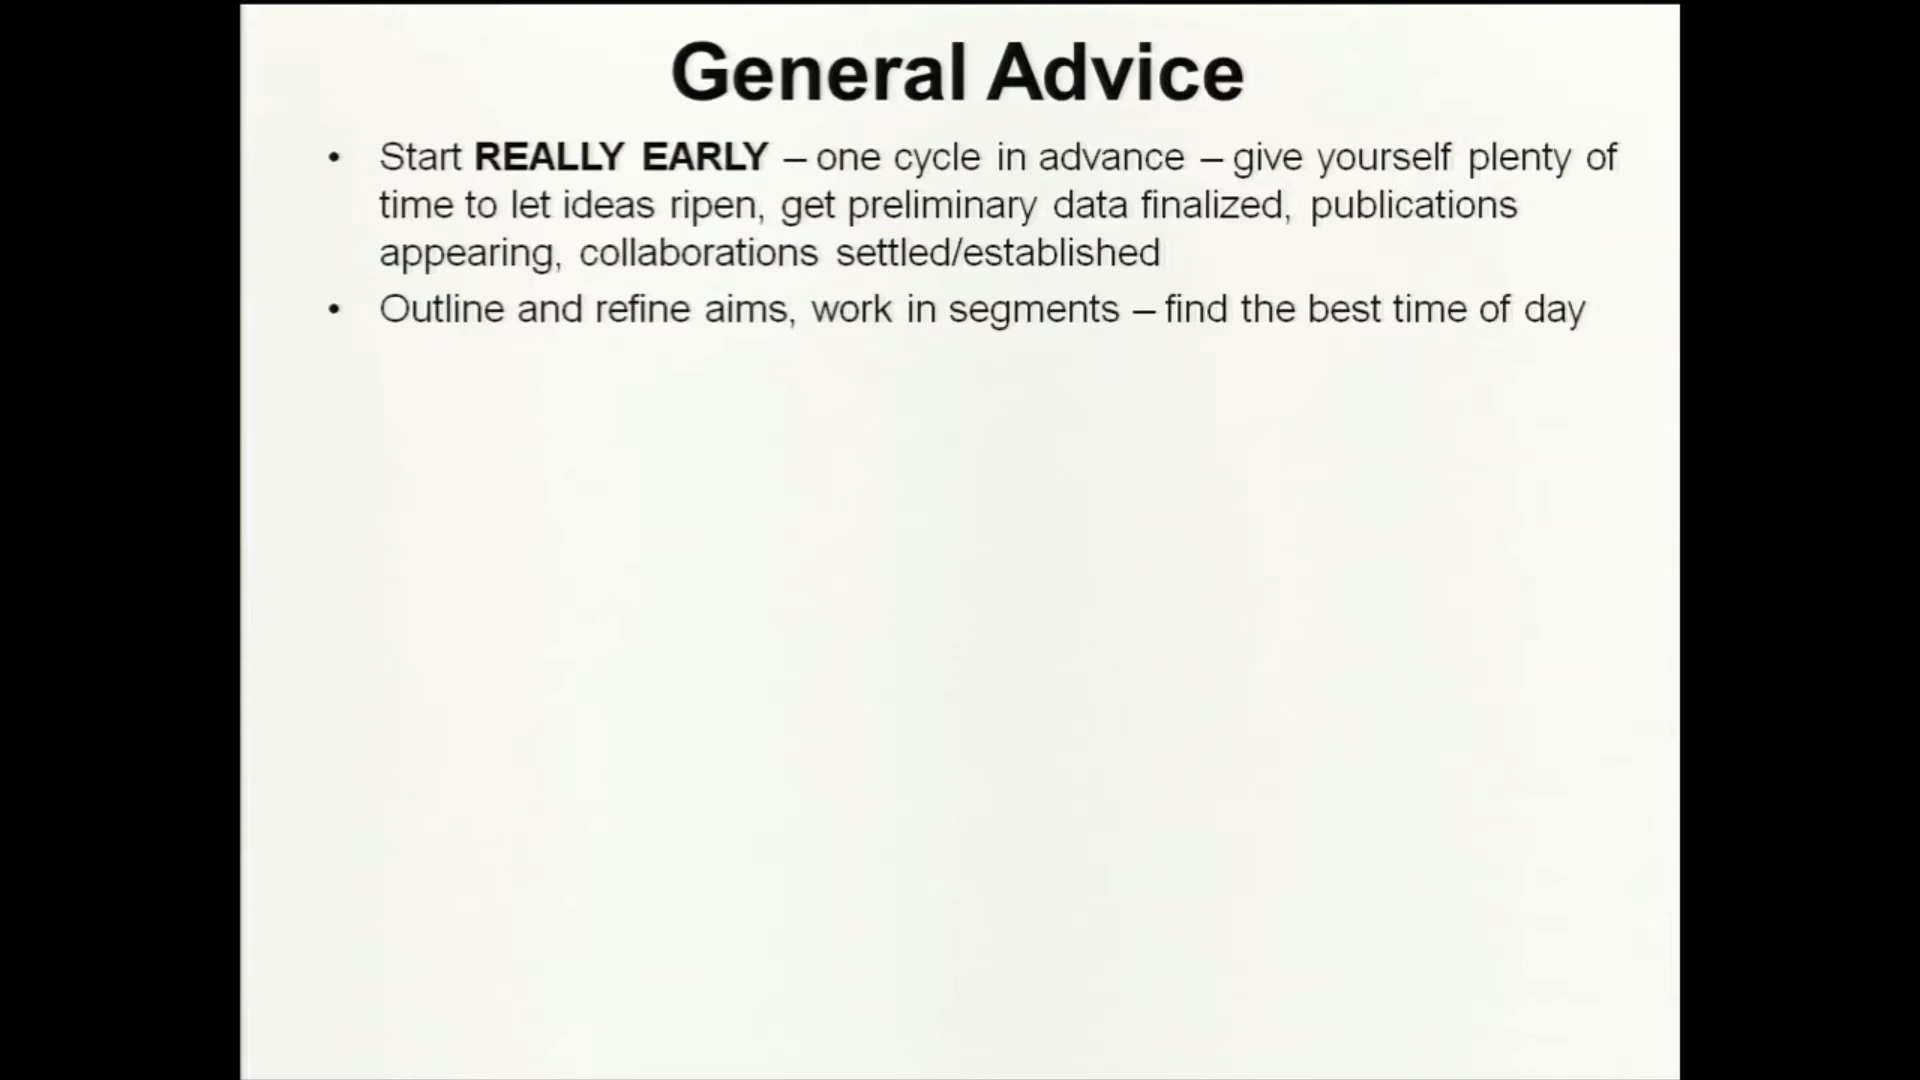 General Advice
• Start REALLY EARLY – one cycle in advance – give yourself plenty of
time to let ideas ripen, get preliminary data finalized, publications
appearing, collaborations settled/established
• Outline and refine aims, work in segments – find the best time of day